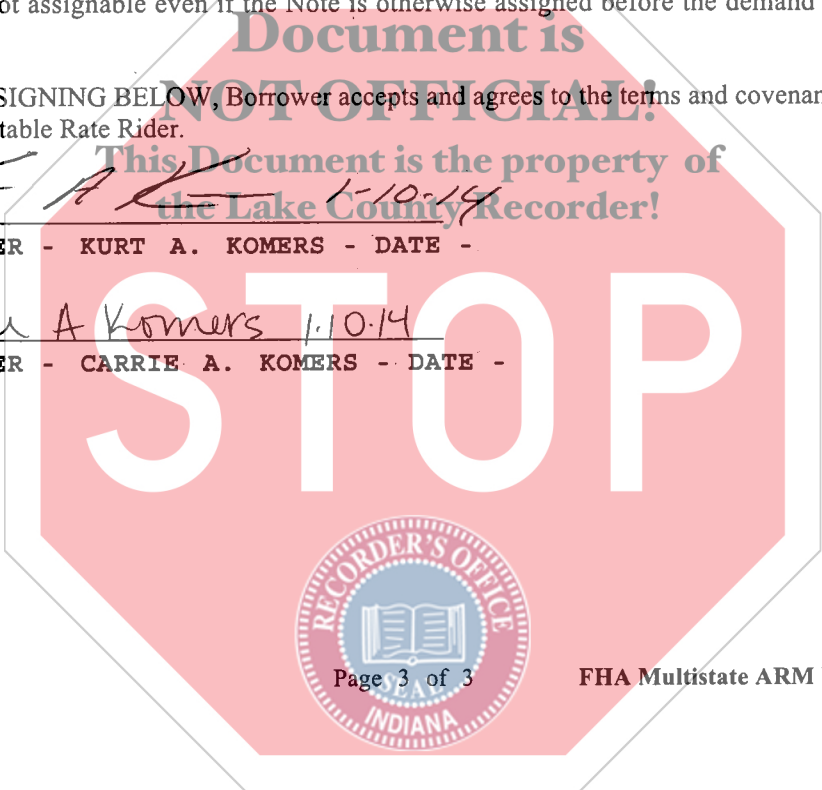 ot assignable even if the Note is otherwise assigned before the demand
Document is
NOT OFFICIAL!
SIGNING BELOW, Borrower accepts and agrees to the terms and covenan
table Rate Rider.
This Document is the property of
the Lake County Recorder!
A K 1-10-14
ER - KURT A. KOMERS - DATE -
A Komers 1.10.14
ER - CARRIE A. KOMERS - DATE -
STOP
RECORDER'S OFFICE
SEAL
INDIANA
Page 3 of 3 FHA Multistate ARM